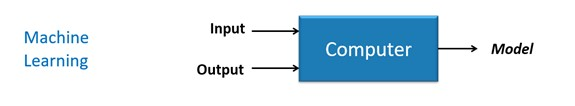 Machine
Learning
Input
Output
Computer
Model